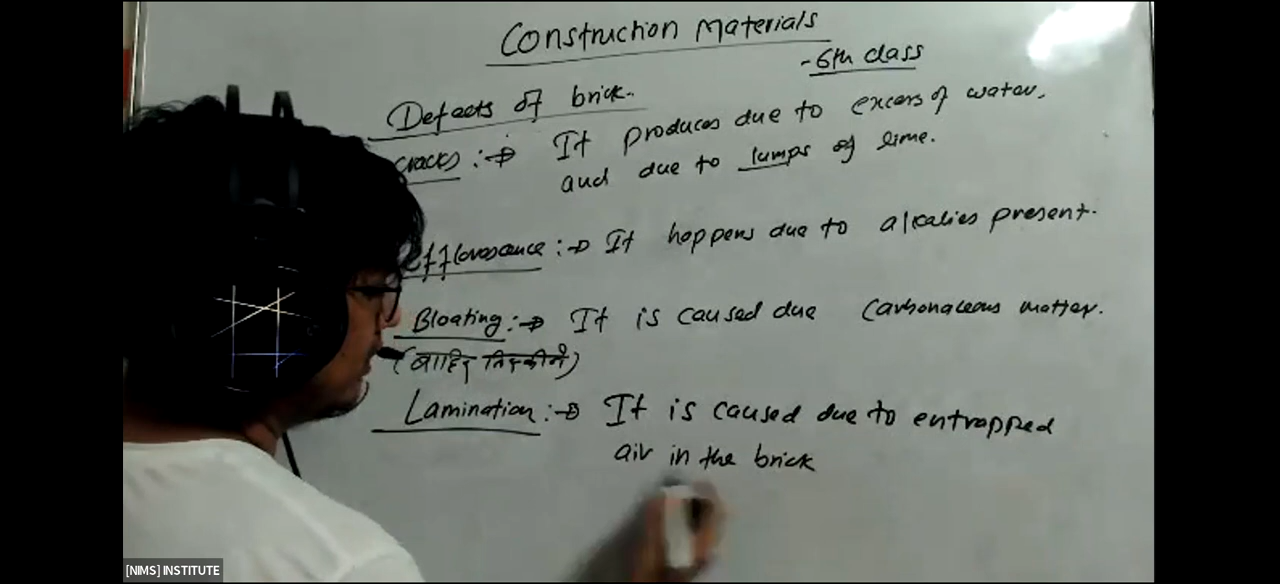 Construction Materials
- 6th class
Defects of brick.
cracks :→ It produces due to excess of water.
and due to lumps of lime.
efflorescence :→ It happens due to alkalies present.
Bloating :→ It is caused due carbonaceous matter.
(बाहिर
Lamination :→ It is caused due to entrapped
air in the brick
[NIMS] INSTITUTE